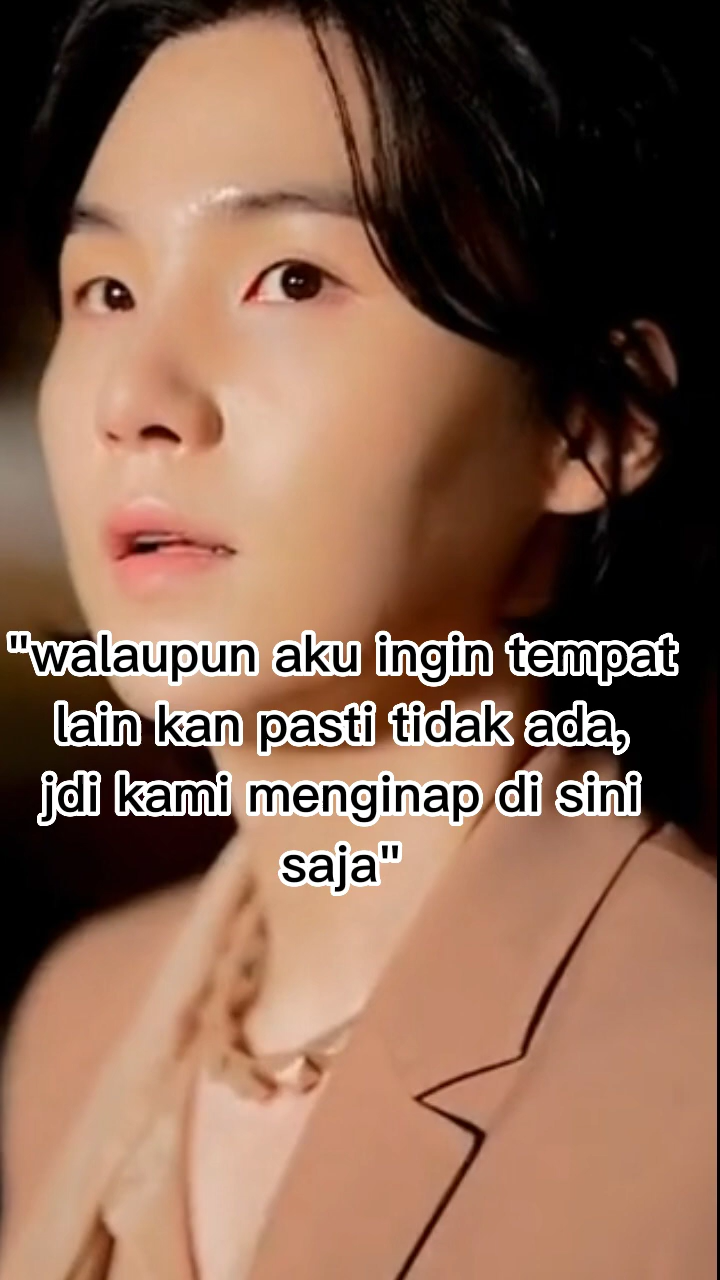 "walaupun aku ingin tempat
lain kan pasti tidak ada,
jdi kami menginap di sini
saja"